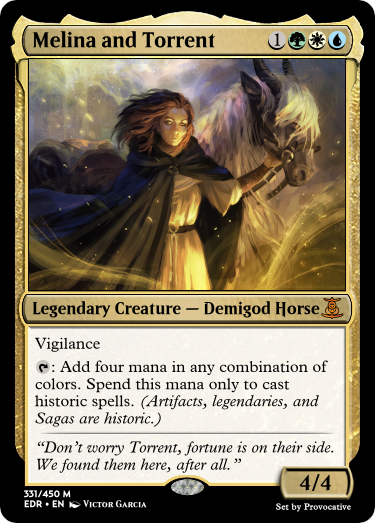 Melina and Torrent 1
Legendary Creature — Demigod Horse
Vigilance
: Add four mana in any combination of
colors. Spend this mana only to cast
historic spells. (Artifacts, legendaries, and
Sagas are historic.)
“Don’t worry Torrent, fortune is on their side.
We found them here, after all.”
4/4
331/450 M
EDR • EN Victor Garcia
Set by Provocative